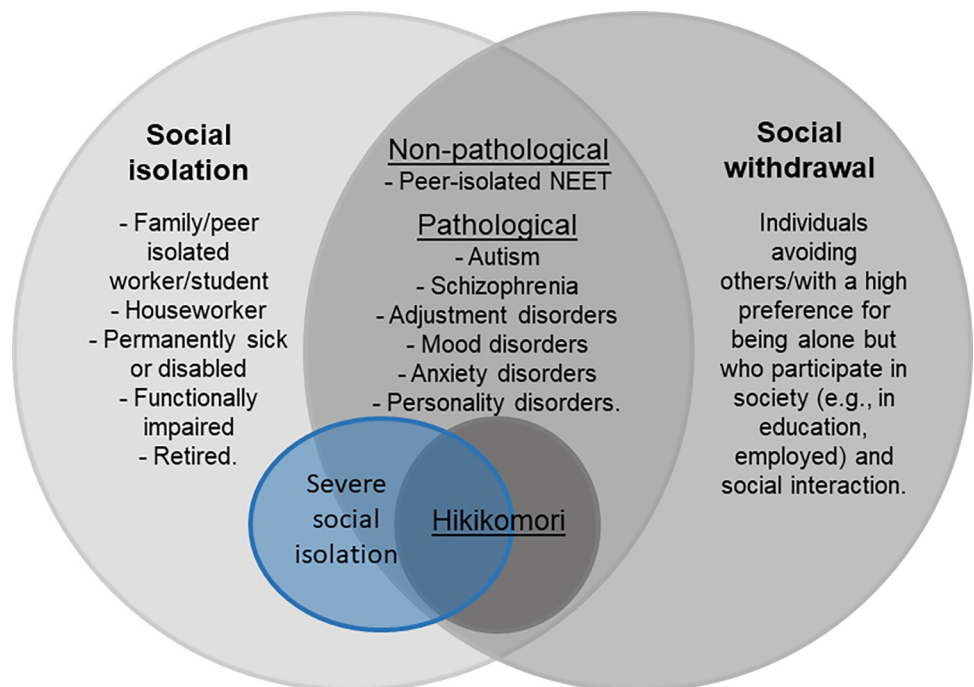 Social
isolation
- Family/peer
isolated
worker/student
- Houseworker
- Permanently sick
or disabled
- Functionally
impaired
- Retired.
Non-pathological
- Peer-isolated NEET
Pathological
- Autism
- Schizophrenia
- Adjustment disorders
- Mood disorders
- Anxiety disorders
- Personality disorders.
Social
withdrawal
Individuals
avoiding
others/with a high
preference for
being alone but
who participate in
society (e.g., in
education,
employed) and
social interaction.
Severe
social
isolation
Hikikomori